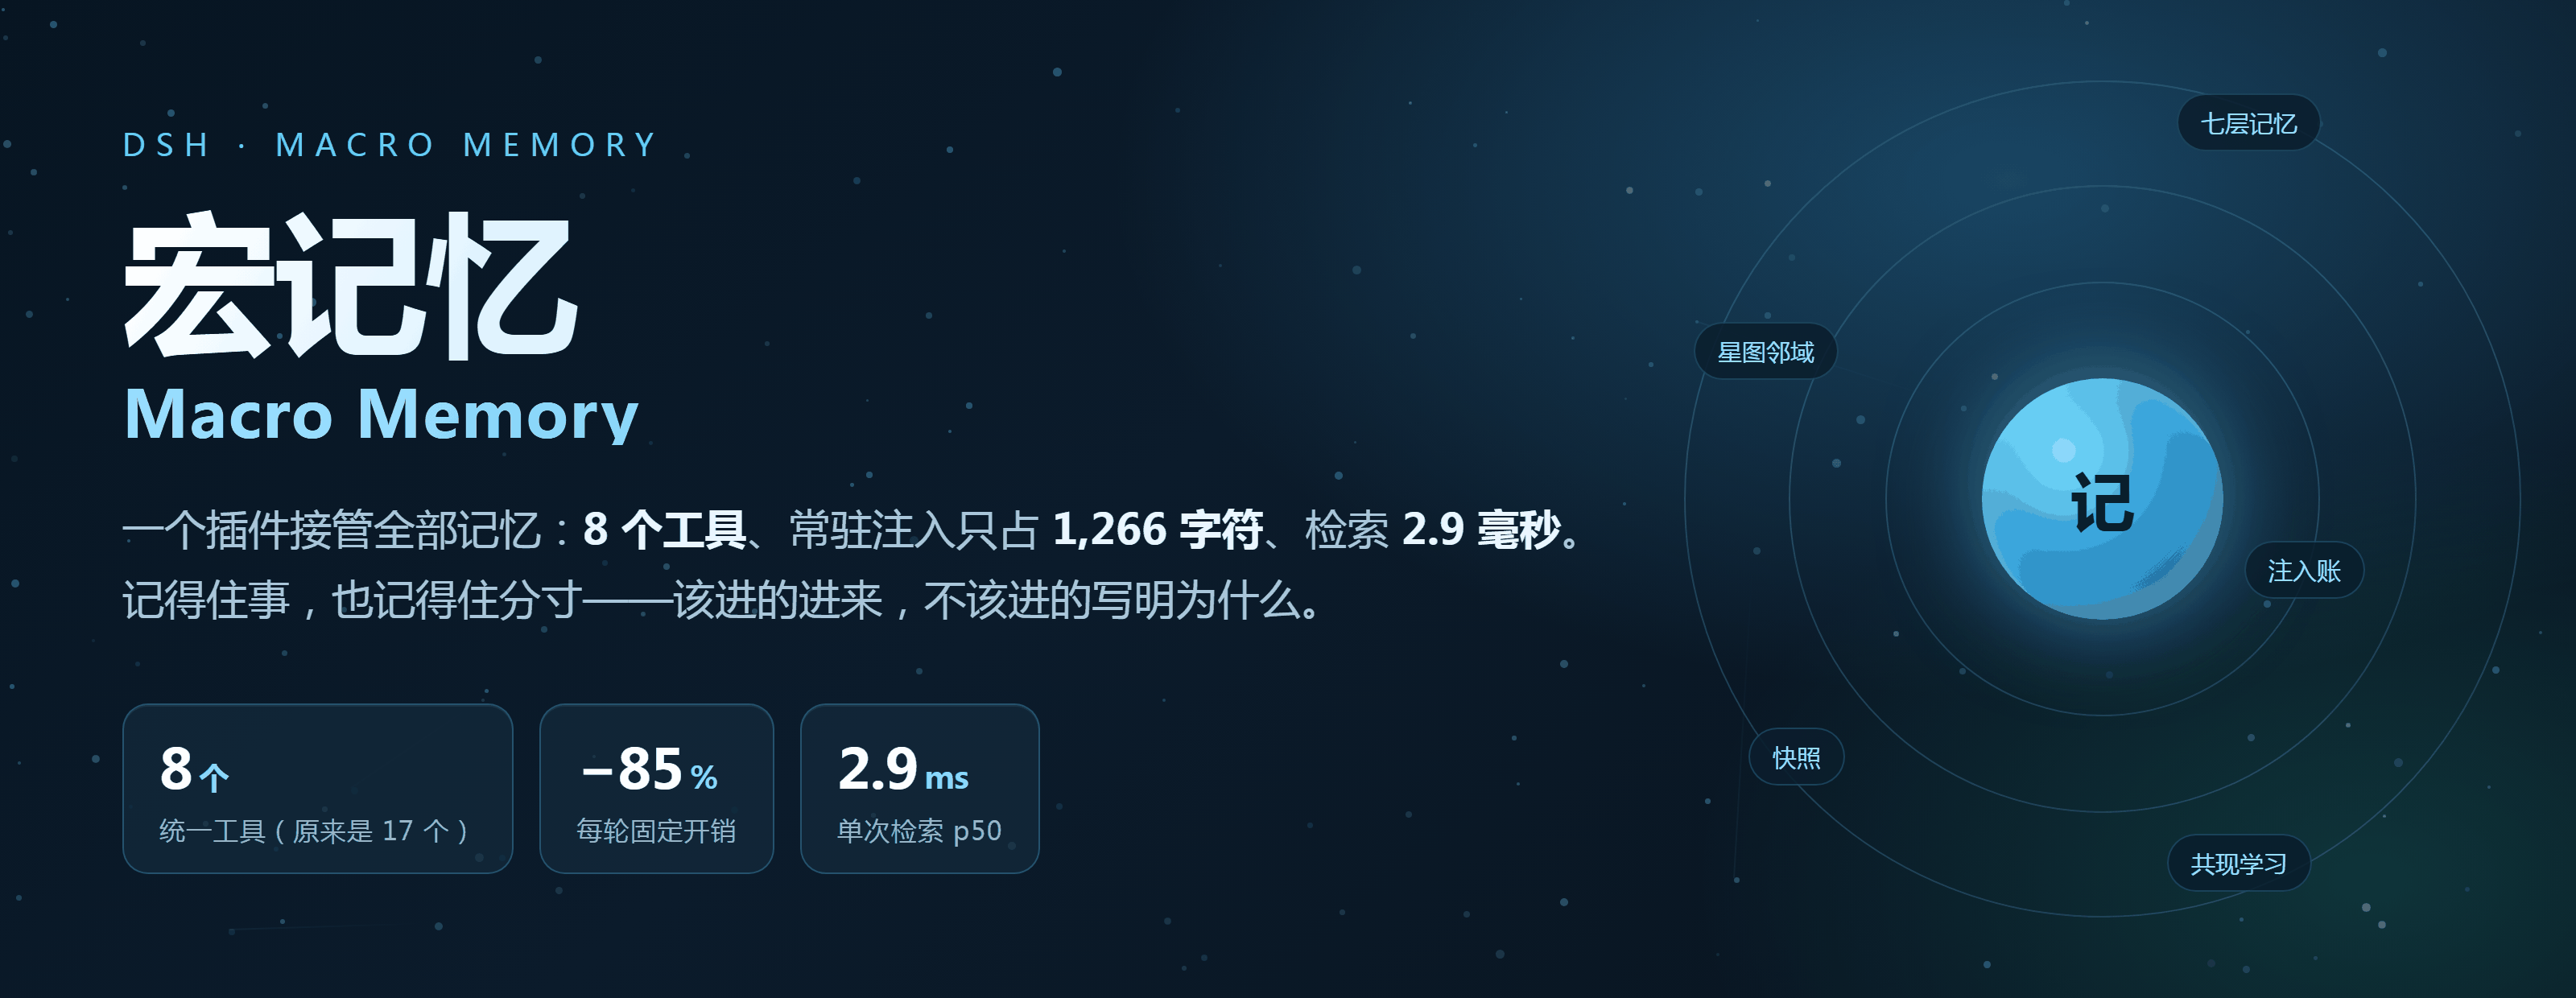 DSH · MACRO MEMORY
宏记忆
Macro Memory
一个插件接管全部记忆：8 个工具、常驻注入只占 1,266 字符、检索 2.9 毫秒。
记得住事，也记得住分寸——该进的进来，不该进的写明为什么。
8个
统一工具（原来是 17 个）
−85%
每轮固定开销
2.9ms
单次检索 p50
七层记忆
星图邻域
记
注入账
快照
共现学习